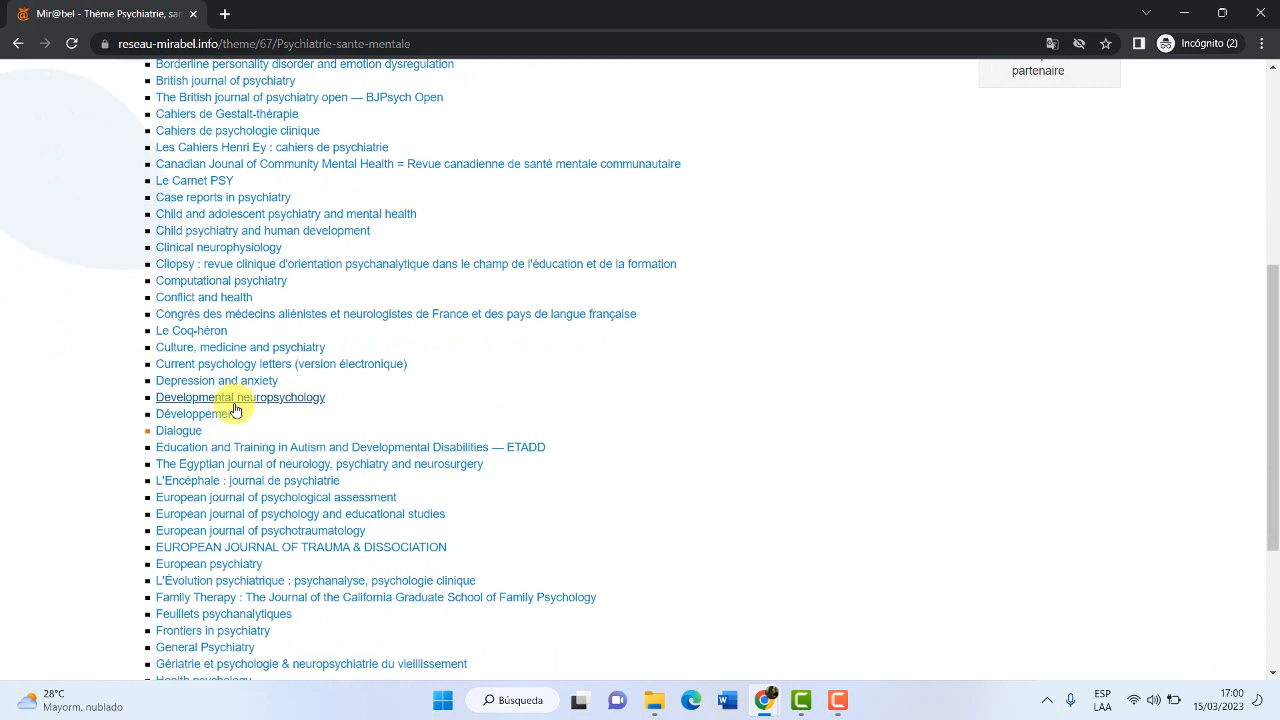 Mir@bel - Thème Psychiatrie, sar
reseau-mirabel.info/theme/67/Psychiatrie-sante-mentale
Incógnito (2)
Borderline personality disorder and emotion dysregulation
partenaire
British journal of psychiatry
The British journal of psychiatry open — BJPsych Open
Cahiers de Gestalt-thérapie
Cahiers de psychologie clinique
Les Cahiers Henri Ey : cahiers de psychiatrie
Canadian Jounal of Community Mental Health = Revue canadienne de santé mentale communautaire
Le Carnet PSY
Case reports in psychiatry
Child and adolescent psychiatry and mental health
Child psychiatry and human development
Clinical neurophysiology
Cliopsy : revue clinique d'orientation psychanalytique dans le champ de l'éducation et de la formation
Computational psychiatry
Conflict and health
Congrès des médecins aliénistes et neurologistes de France et des pays de langue française
Le Coq-héron
Culture, medicine and psychiatry
Current psychology letters (version électronique)
Depression and anxiety
Developmental neuropsychology
Dialogue
Education and Training in Autism and Developmental Disabilities — ETADD
The Egyptian journal of neurology, psychiatry and neurosurgery
L'Encéphale : journal de psychiatrie
European journal of psychological assessment
European journal of psychology and educational studies
European journal of psychotraumatology
EUROPEAN JOURNAL OF TRAUMA & DISSOCIATION
European psychiatry
L'Évolution psychiatrique : psychanalyse, psychologie clinique
Family Therapy : The Journal of the California Graduate School of Family Psychology
Feuillets psychanalytiques
Frontiers in psychiatry
General Psychiatry
Gériatrie et psychologie & neuropsychiatrie du vieillissement
Health psychology
28°C
Mayorm. nublado
Búsqueda
ESP
LAA
17:00
15/03/2023